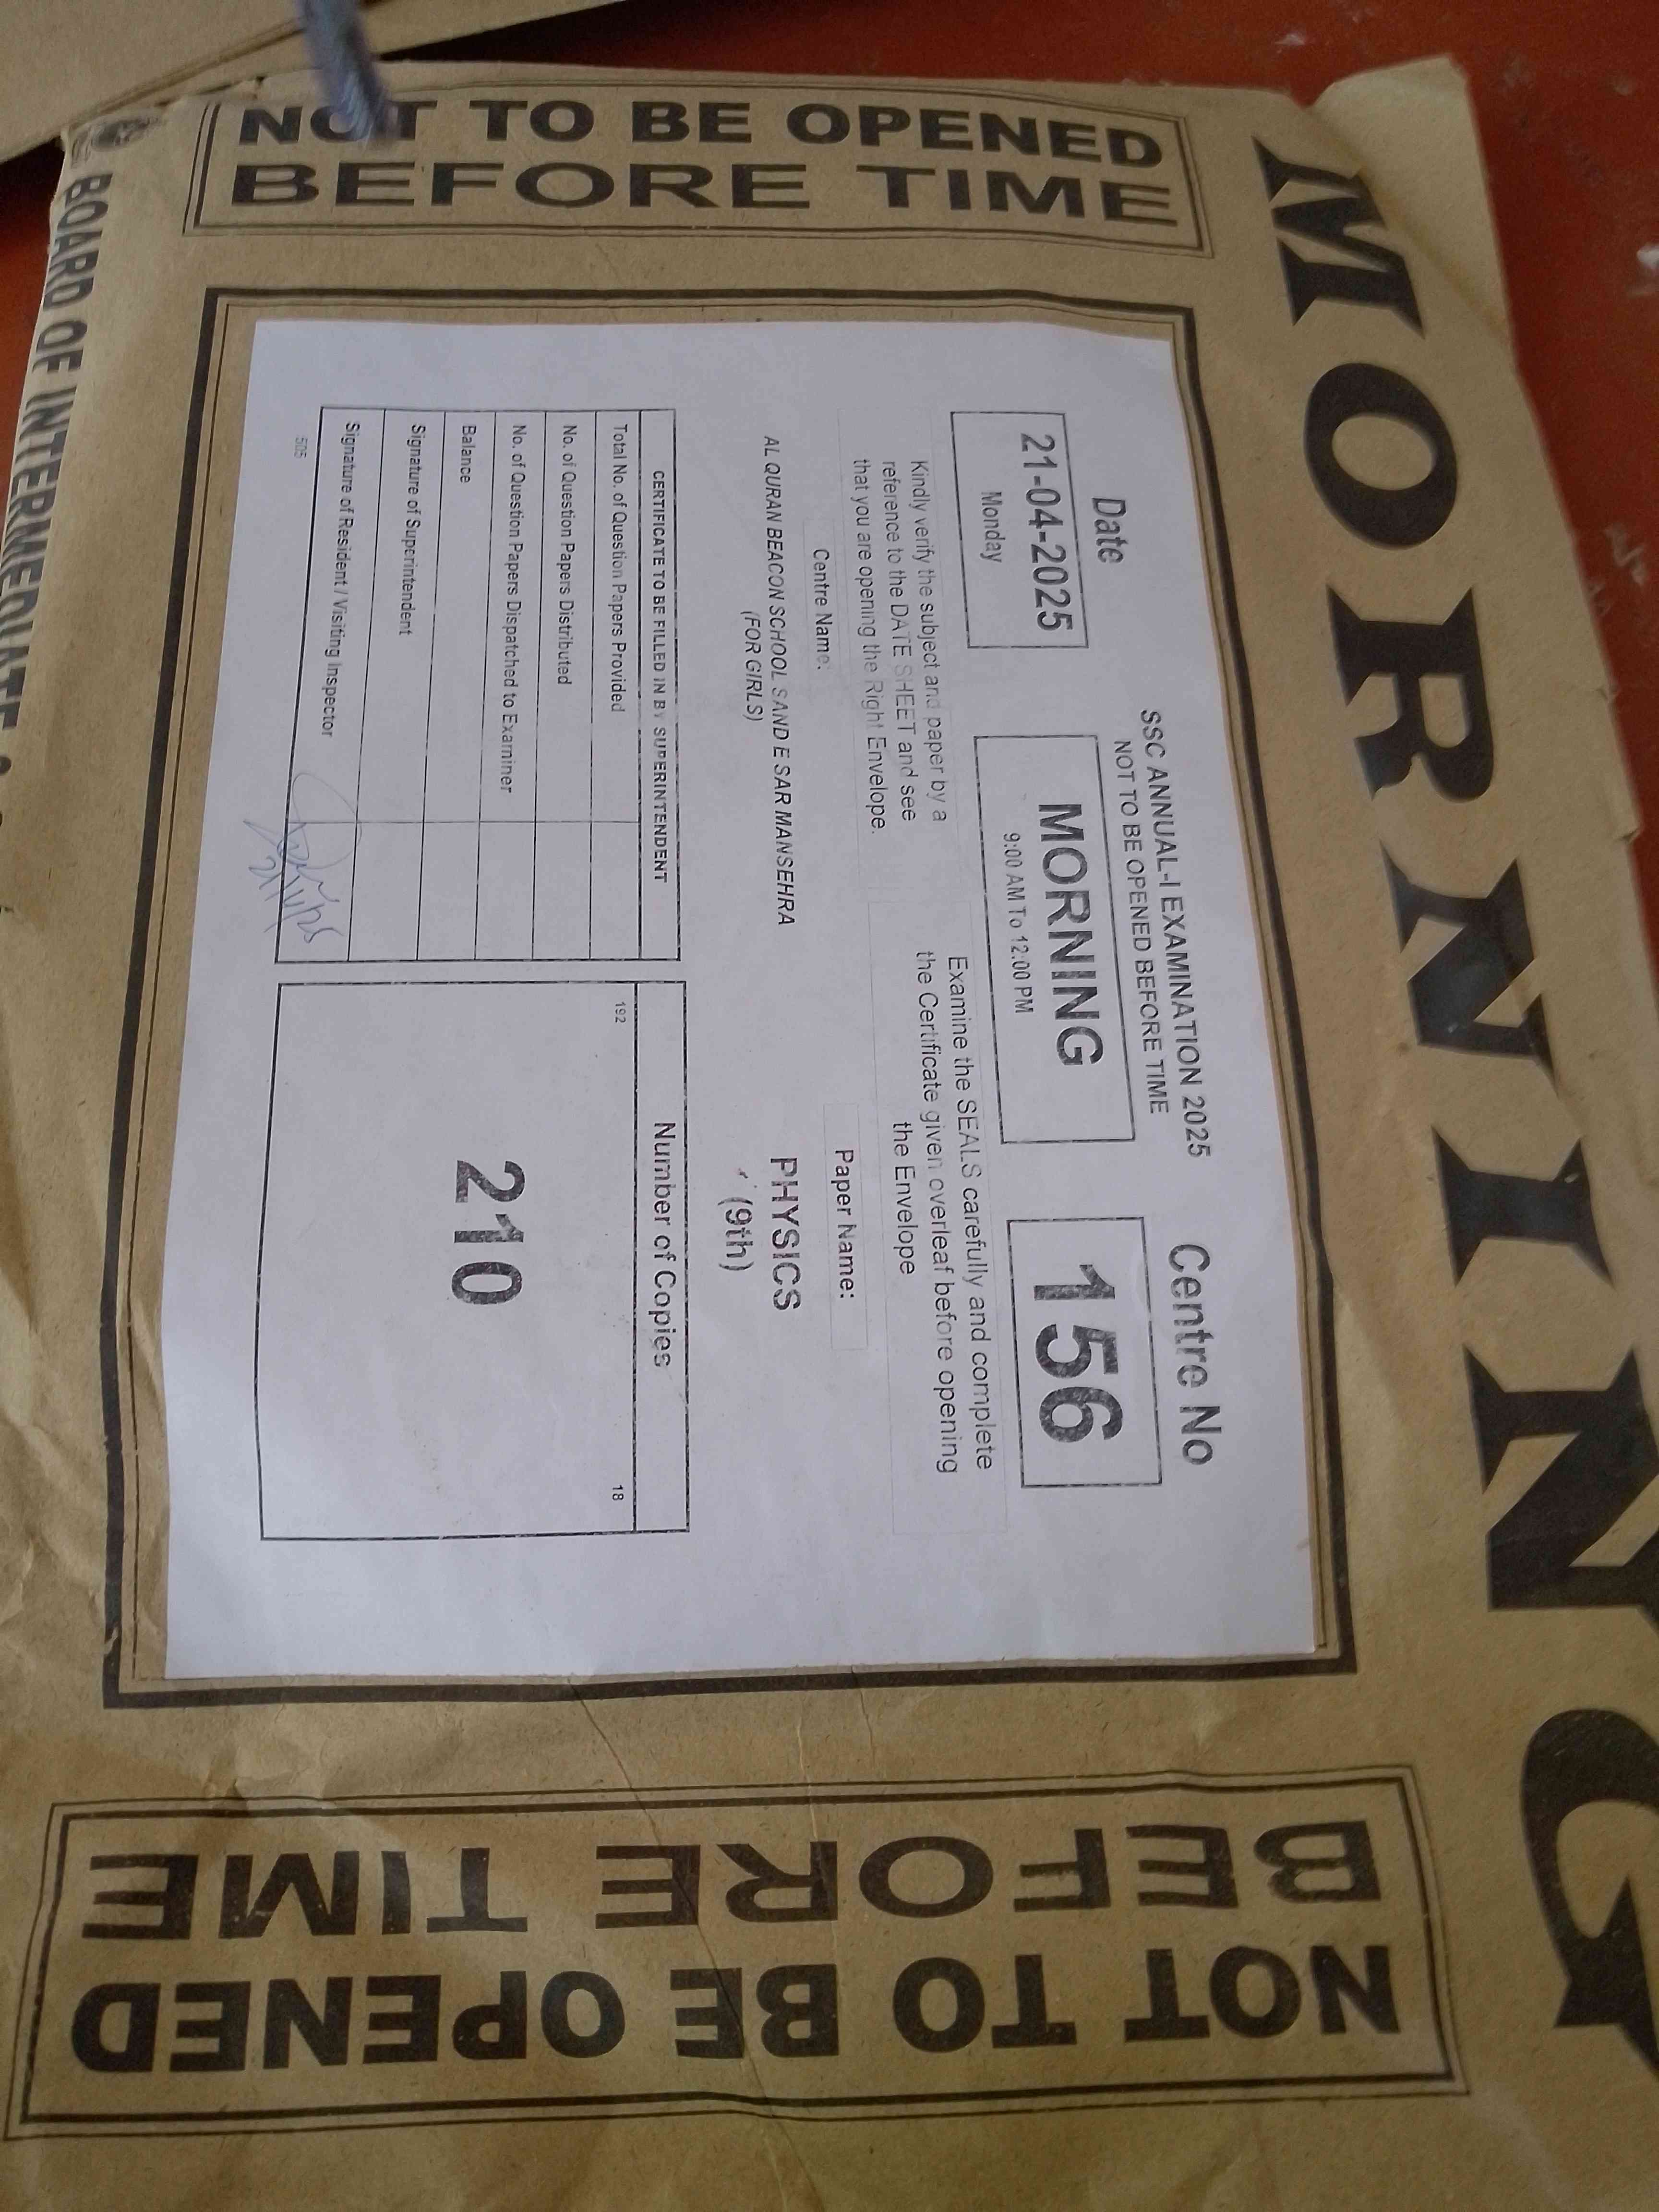 MORNING
NOT TO BE OPENED
BEFORE TIME
SSC ANNUAL-I EXAMINATION 2025
NOT TO BE OPENED BEFORE TIME
Date
21-04-2025
Monday
MORNING
9:00 AM To 12:00 PM
Centre No
156
Kindly verify the subject and paper by a
reference to the DATE SHEET and see
that you are opening the Right Envelope.
Examine the SEALS carefully and complete
the Certificate given overleaf before opening
the Envelope
Centre Name:
AL QURAN BEACON SCHOOL SAND E SAR MANSEHRA
(FOR GIRLS)
Paper Name:
PHYSICS
(9th)
CERTIFICATE TO BE FILLED IN BY SUPERINTENDENT
Total No. of Question Papers Provided
No. of Question Papers Distributed
No. of Question Papers Dispatched to Examiner
Balance
Signature of Superintendent
Signature of Resident / Visiting Inspector
505
Number of Copies
192 18
210
NOT TO BE OPENED
BEFORE TIME
BOARD OF INTERMEDIATE